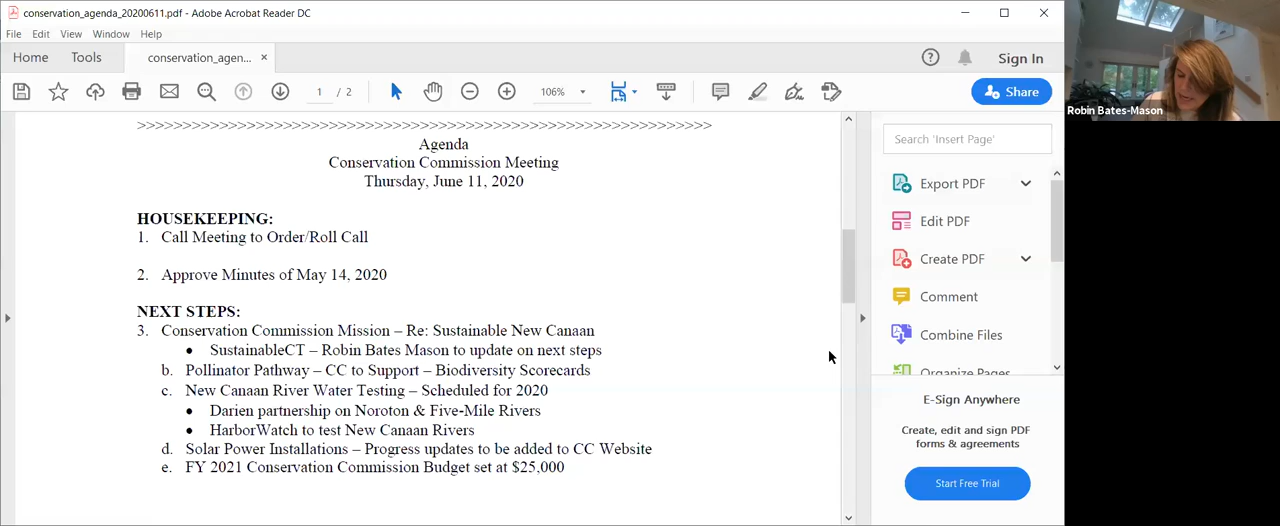 conservation_agenda_20200611.pdf - Adobe Acrobat Reader DC
File Edit View Window Help
Home Tools conservation_agen... × Sign In
1 / 2 106% Share
Robin Bates-Mason
>>>>>>>>>>>>>>>>>>>>>>>>>>>>>>>>>>>>>>>>>>>>>>>>>>>>>>>>>>>>>>>
Agenda
Conservation Commission Meeting
Thursday, June 11, 2020
HOUSEKEEPING:
1. Call Meeting to Order/Roll Call
2. Approve Minutes of May 14, 2020
NEXT STEPS:
3. Conservation Commission Mission – Re: Sustainable New Canaan
• SustainableCT – Robin Bates Mason to update on next steps
b. Pollinator Pathway – CC to Support – Biodiversity Scorecards
c. New Canaan River Water Testing – Scheduled for 2020
• Darien partnership on Noroton & Five-Mile Rivers
• HarborWatch to test New Canaan Rivers
d. Solar Power Installations – Progress updates to be added to CC Website
e. FY 2021 Conservation Commission Budget set at $25,000
Search 'Insert Page'
Export PDF
Edit PDF
Create PDF
Comment
Combine Files
Organize Pages
E-Sign Anywhere
Create, edit and sign PDF
forms & agreements
Start Free Trial